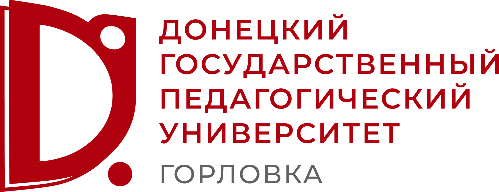 ДОНЕЦКИЙ
ГОСУДАРСТВЕННЫЙ
ПЕДАГОГИЧЕСКИЙ
УНИВЕРСИТЕТ
ГОРЛОВКА